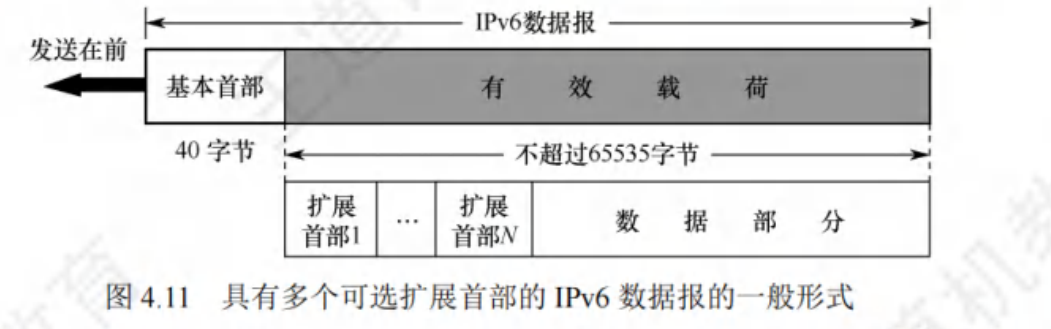 IPv6数据报
发送在前
基本首部
有效载荷
40 字节
不超过65535字节
扩展
首部1
…
扩展
首部N
数据部分
图 4.11 具有多个可选扩展首部的 IPv6 数据报的一般形式